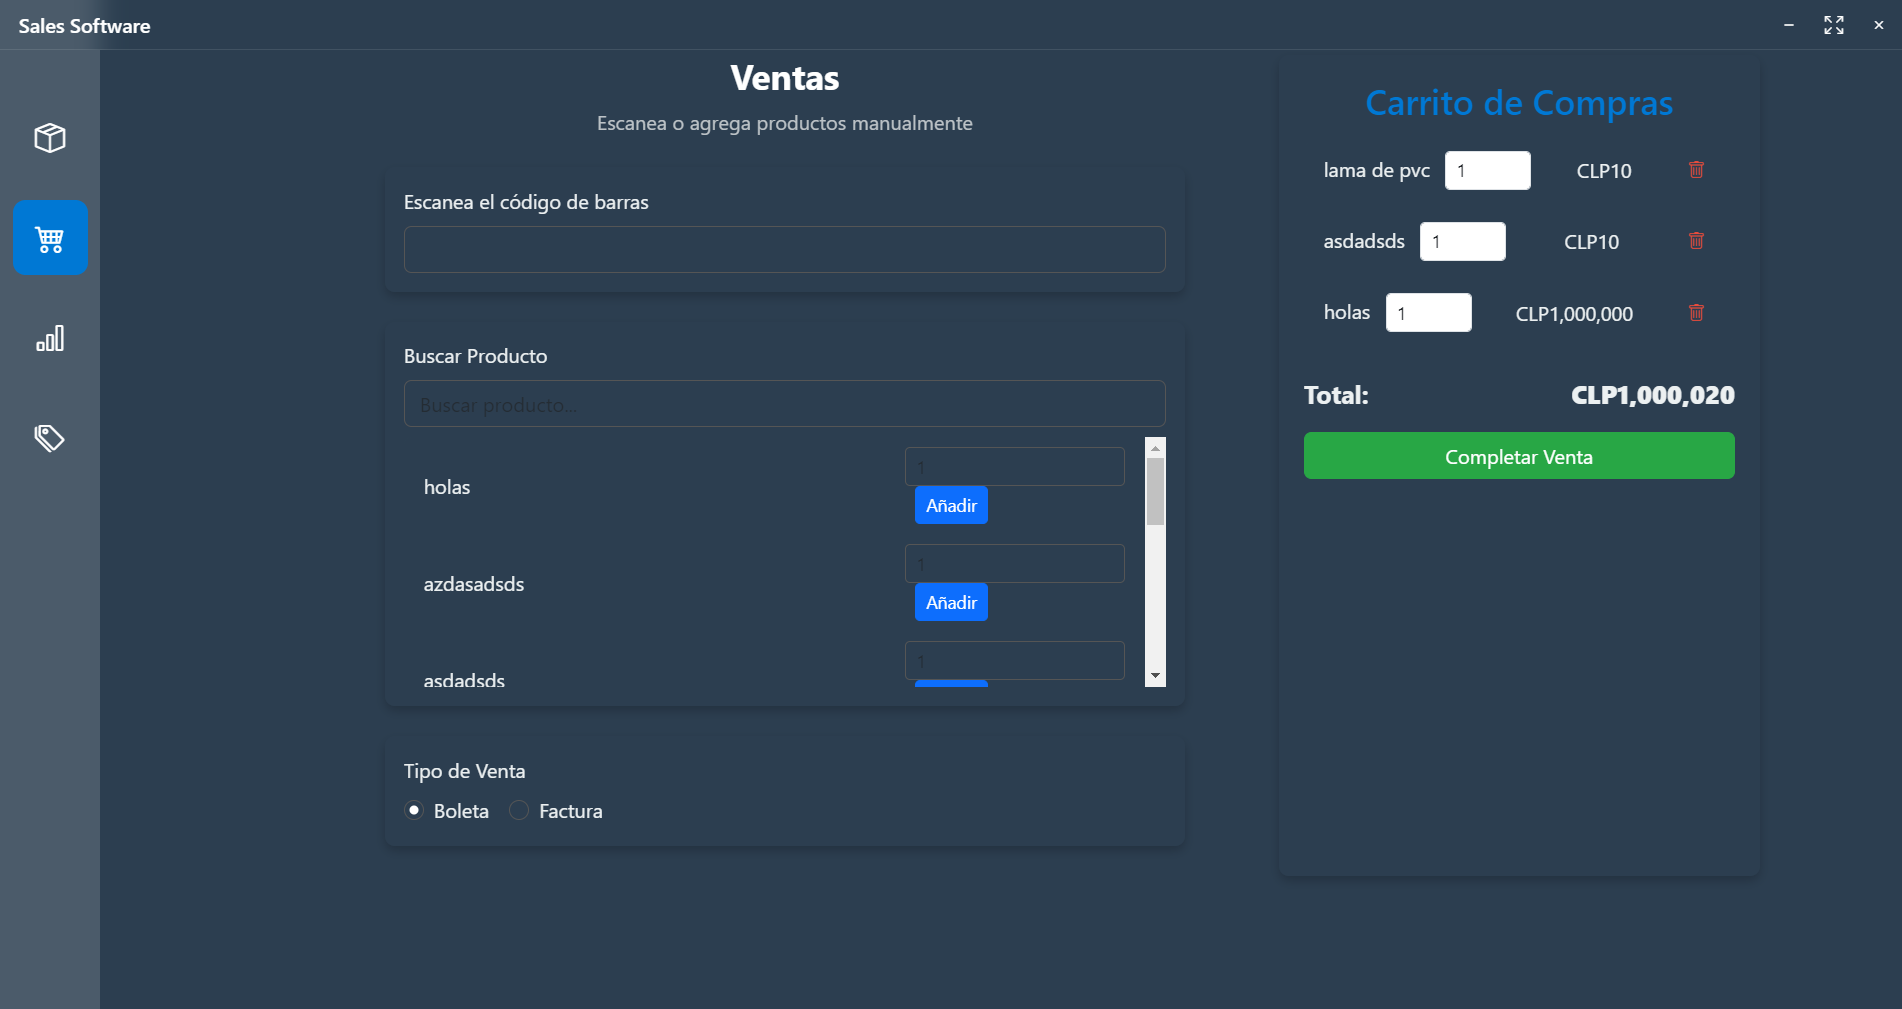 Sales Software
Ventas
Escanea o agrega productos manualmente
Escanea el código de barras
Buscar Producto
Buscar producto...
holas
1
Añadir
azdasadsds
1
Añadir
asdadsds
1
Tipo de Venta
Boleta
Factura
Carrito de Compras
lama de pvc 1 CLP10
asdadsds 1 CLP10
holas 1 CLP1,000,000
Total: CLP1,000,020
Completar Venta